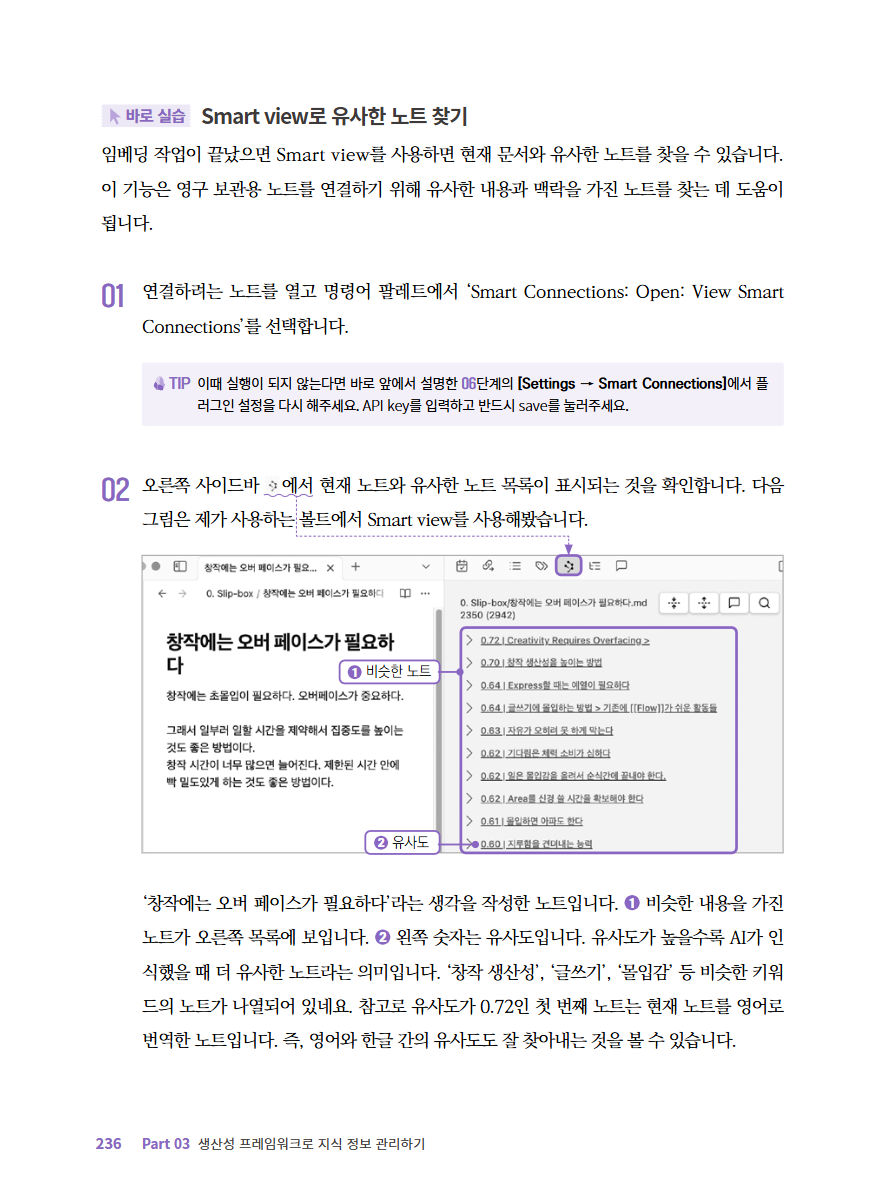 바로 실습 Smart view로 유사한 노트 찾기
임베딩 작업이 끝났으면 Smart view를 사용하면 현재 문서와 유사한 노트를 찾을 수 있습니다.
이 기능은 영구 보관용 노트를 연결하기 위해 유사한 내용과 맥락을 가진 노트를 찾는 데 도움이
됩니다.
01 연결하려는 노트를 열고 명령어 팔레트에서 ‘Smart Connections: Open: View Smart
Connections’를 선택합니다.
TIP 이때 실행이 되지 않는다면 바로 앞에서 설명한 06단계의 [Settings → Smart Connections]에서 플
러그인 설정을 다시 해주세요. API key를 입력하고 반드시 save를 눌러주세요.
02 오른쪽 사이드바 에서 현재 노트와 유사한 노트 목록이 표시되는 것을 확인합니다. 다음
그림은 제가 사용하는 볼트에서 Smart view를 사용해봤습니다.
창작에는 오버 페이스가 필요...
0. Slip-box / 창작에는 오버 페이스가 필요하다
창작에는 오버 페이스가 필요하
다
창작에는 초몰입이 필요하다. 오버페이스가 중요하다.
그래서 일부러 일할 시간을 제약해서 집중도를 높이는
것도 좋은 방법이다.
창작 시간이 너무 많으면 늘어진다. 제한된 시간 안에
빡 밀도있게 하는 것도 좋은 방법이다.
❶ 비슷한 노트
❷ 유사도
0. Slip-box/창작에는 오버 페이스가 필요하다.md
2350 (2942)
0.72 | Creativity Requires Overfacing >
0.70 | 창작 생산성을 높이는 방법
0.64 | Express할 때는 예열이 필요하다
0.64 | 글쓰기에 몰입하는 방법 > 기존에 [[Flow]]가 쉬운 활동들
0.63 | 자유가 오히려 못 하게 막는다
0.62 | 기다림은 체력 소비가 심하다
0.62 | 일은 몰입감을 올려서 순식간에 끝내야 한다.
0.62 | Area를 신경 쓸 시간을 확보해야 한다
0.61 | 몰입하면 아파도 한다
0.60 | 지루함을 견뎌내는 능력
‘창작에는 오버 페이스가 필요하다’라는 생각을 작성한 노트입니다. ❶ 비슷한 내용을 가진
노트가 오른쪽 목록에 보입니다. ❷ 왼쪽 숫자는 유사도입니다. 유사도가 높을수록 AI가 인
식했을 때 더 유사한 노트라는 의미입니다. ‘창작 생산성’, ‘글쓰기’, ‘몰입감’ 등 비슷한 키워
드의 노트가 나열되어 있네요. 참고로 유사도가 0.72인 첫 번째 노트는 현재 노트를 영어로
번역한 노트입니다. 즉, 영어와 한글 간의 유사도도 잘 찾아내는 것을 볼 수 있습니다.
236 Part 03 생산성 프레임워크로 지식 정보 관리하기